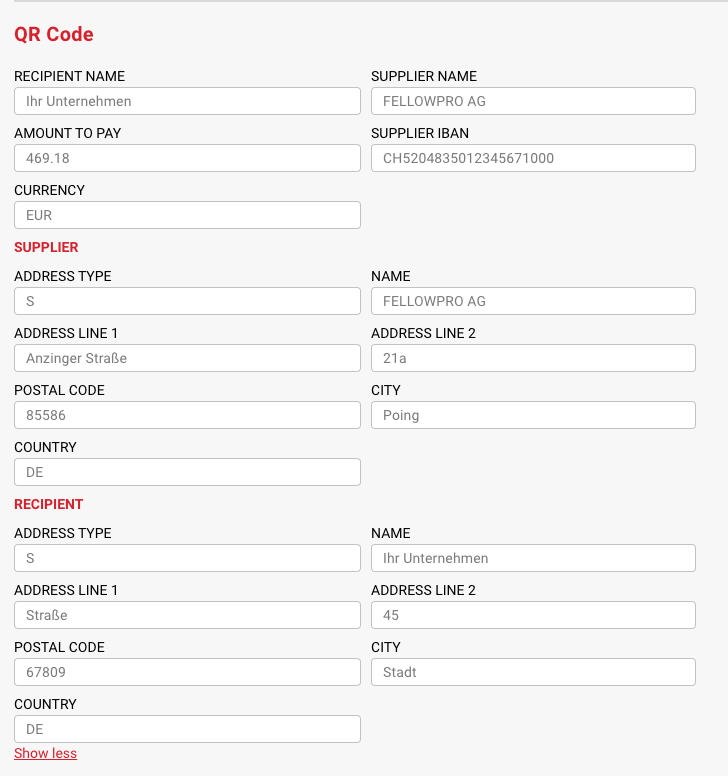 QR Code
RECIPIENT NAME SUPPLIER NAME
Ihr Unternehmen FELLOWPRO AG
AMOUNT TO PAY SUPPLIER IBAN
469.18 CH5204835012345671000
CURRENCY
EUR
SUPPLIER
ADDRESS TYPE NAME
S FELLOWPRO AG
ADDRESS LINE 1 ADDRESS LINE 2
Anzinger Straße 21a
POSTAL CODE CITY
85586 Poing
COUNTRY
DE
RECIPIENT
ADDRESS TYPE NAME
S Ihr Unternehmen
ADDRESS LINE 1 ADDRESS LINE 2
Straße 45
POSTAL CODE CITY
67809 Stadt
COUNTRY
DE
Show less